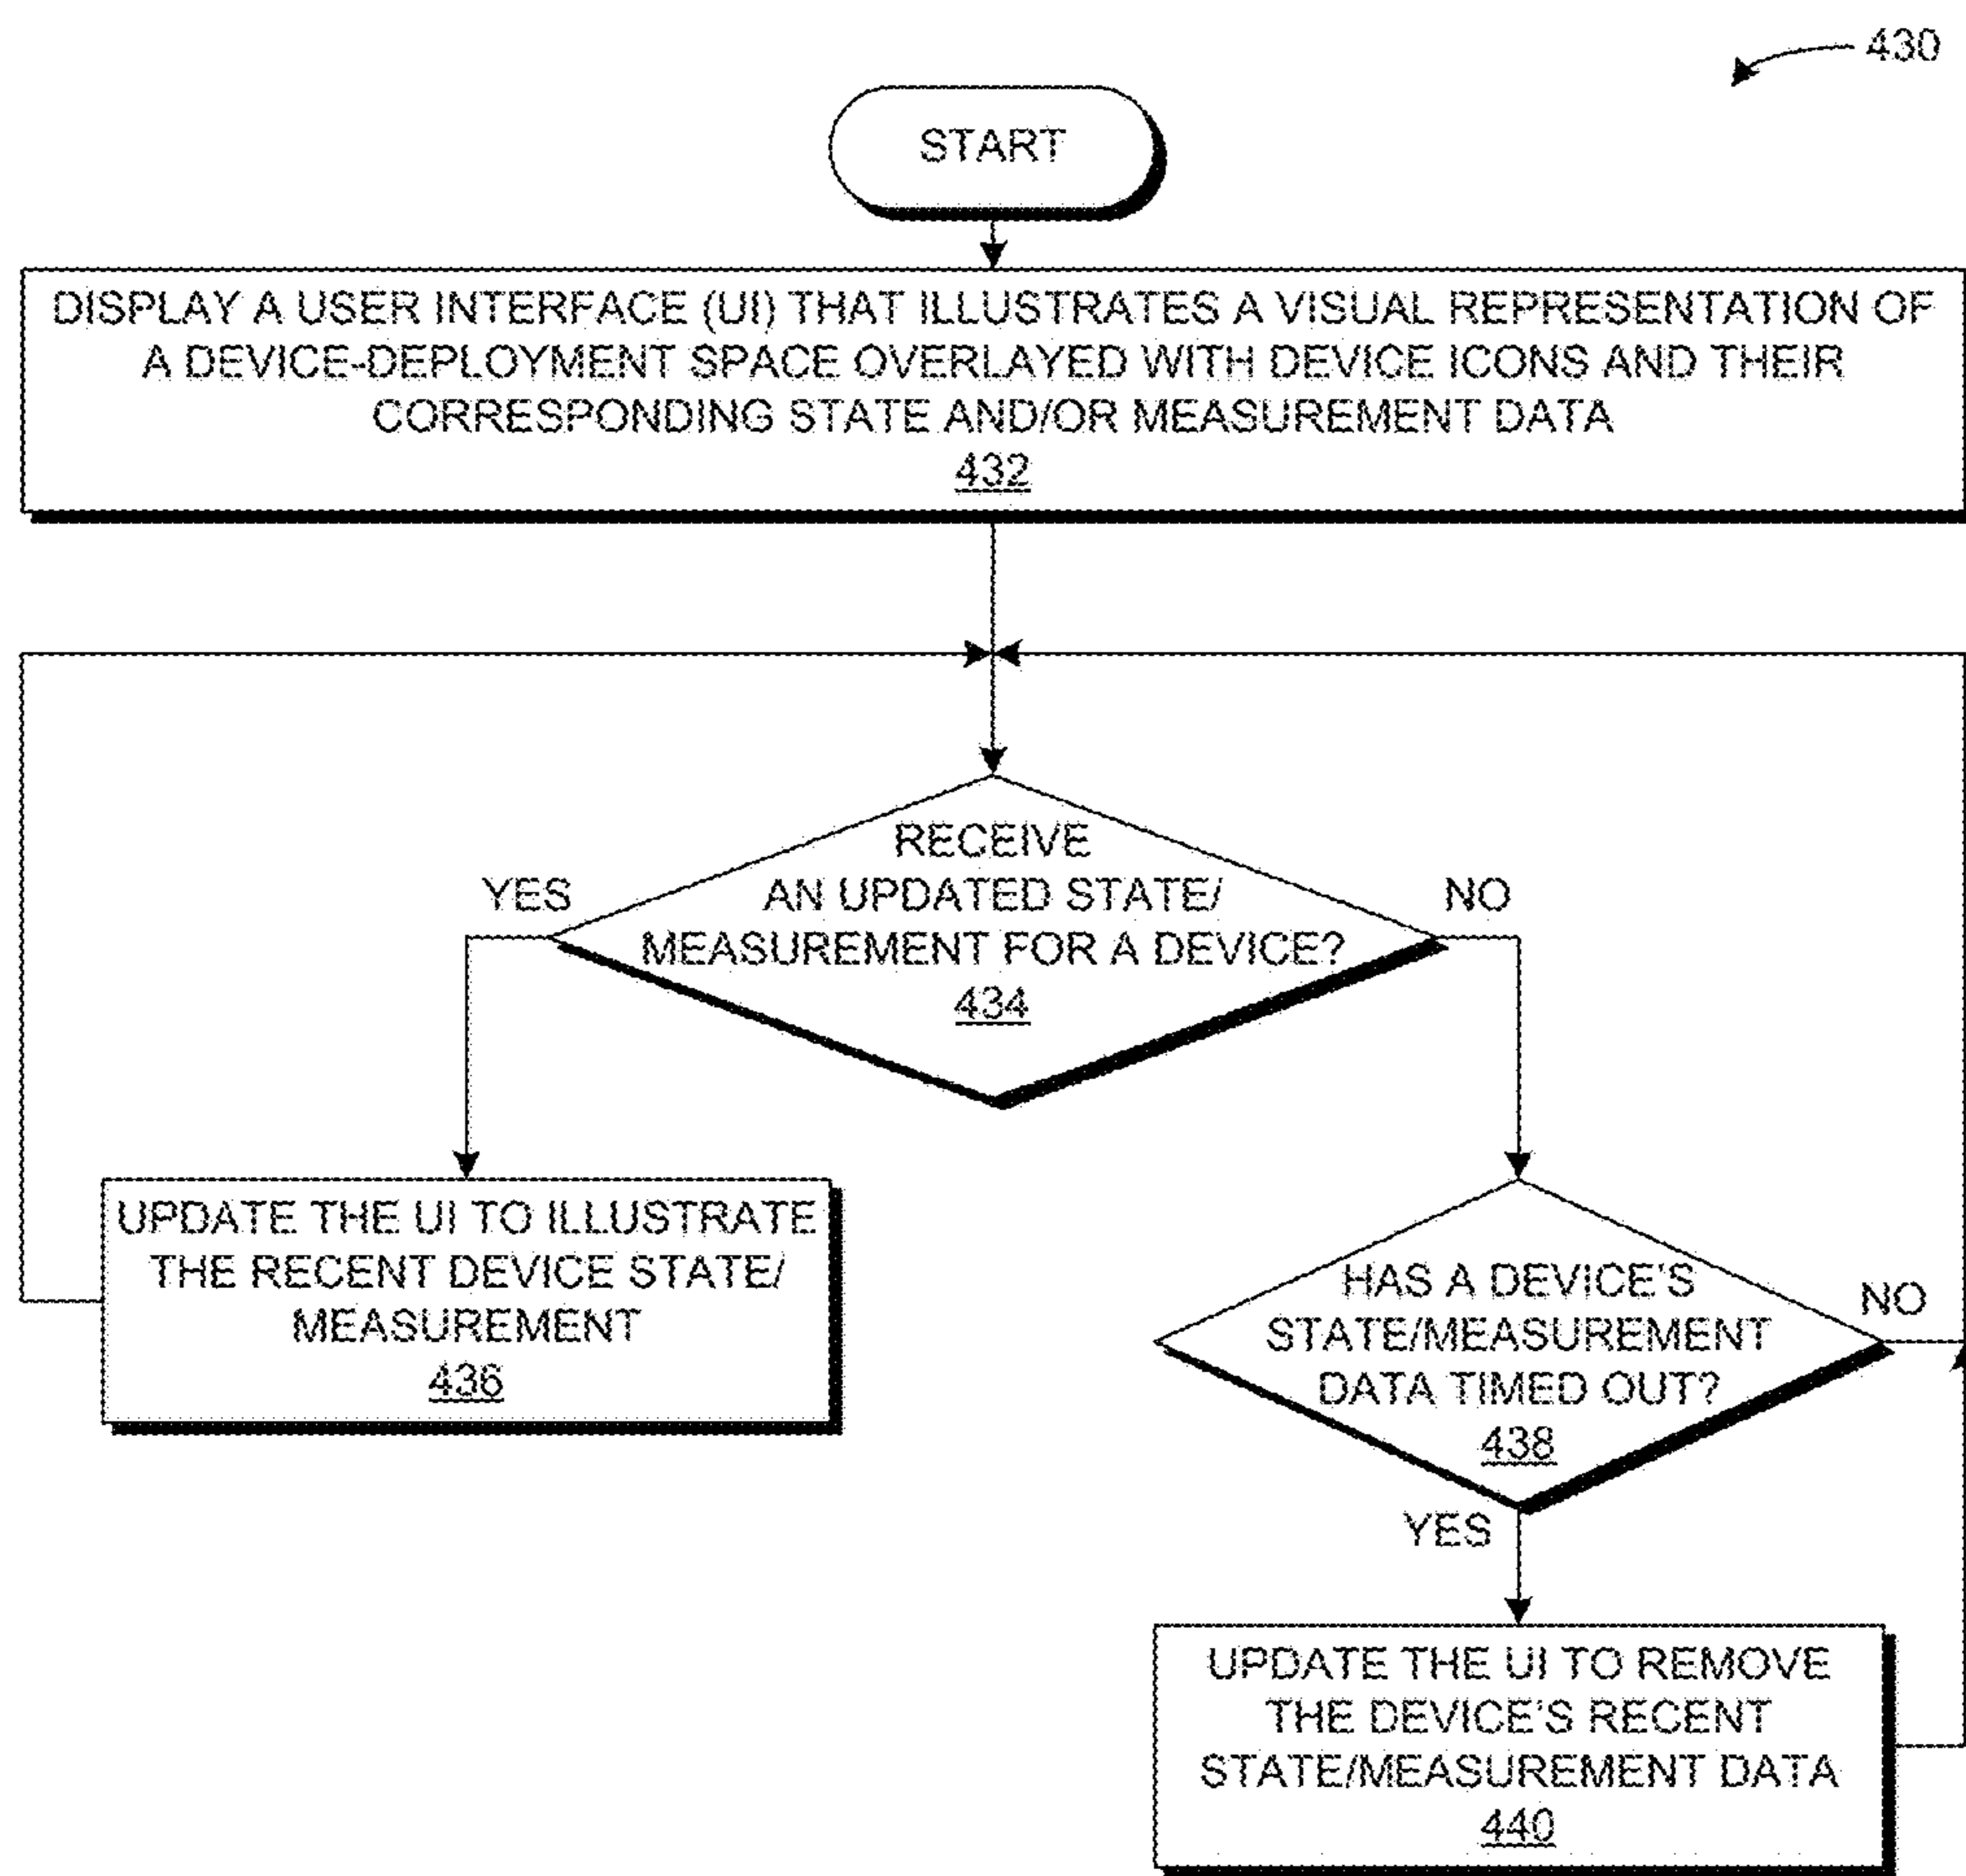 430
START
DISPLAY A USER INTERFACE (UI) THAT ILLUSTRATES A VISUAL REPRESENTATION OF
A DEVICE-DEPLOYMENT SPACE OVERLAYED WITH DEVICE ICONS AND THEIR
CORRESPONDING STATE AND/OR MEASUREMENT DATA
432
RECEIVE
AN UPDATED STATE/
MEASUREMENT FOR A DEVICE?
434
YES
NO
UPDATE THE UI TO ILLUSTRATE
THE RECENT DEVICE STATE/
MEASUREMENT
436
HAS A DEVICE'S
STATE/MEASUREMENT
DATA TIMED OUT?
438
NO
YES
UPDATE THE UI TO REMOVE
THE DEVICE'S RECENT
STATE/MEASUREMENT DATA
440